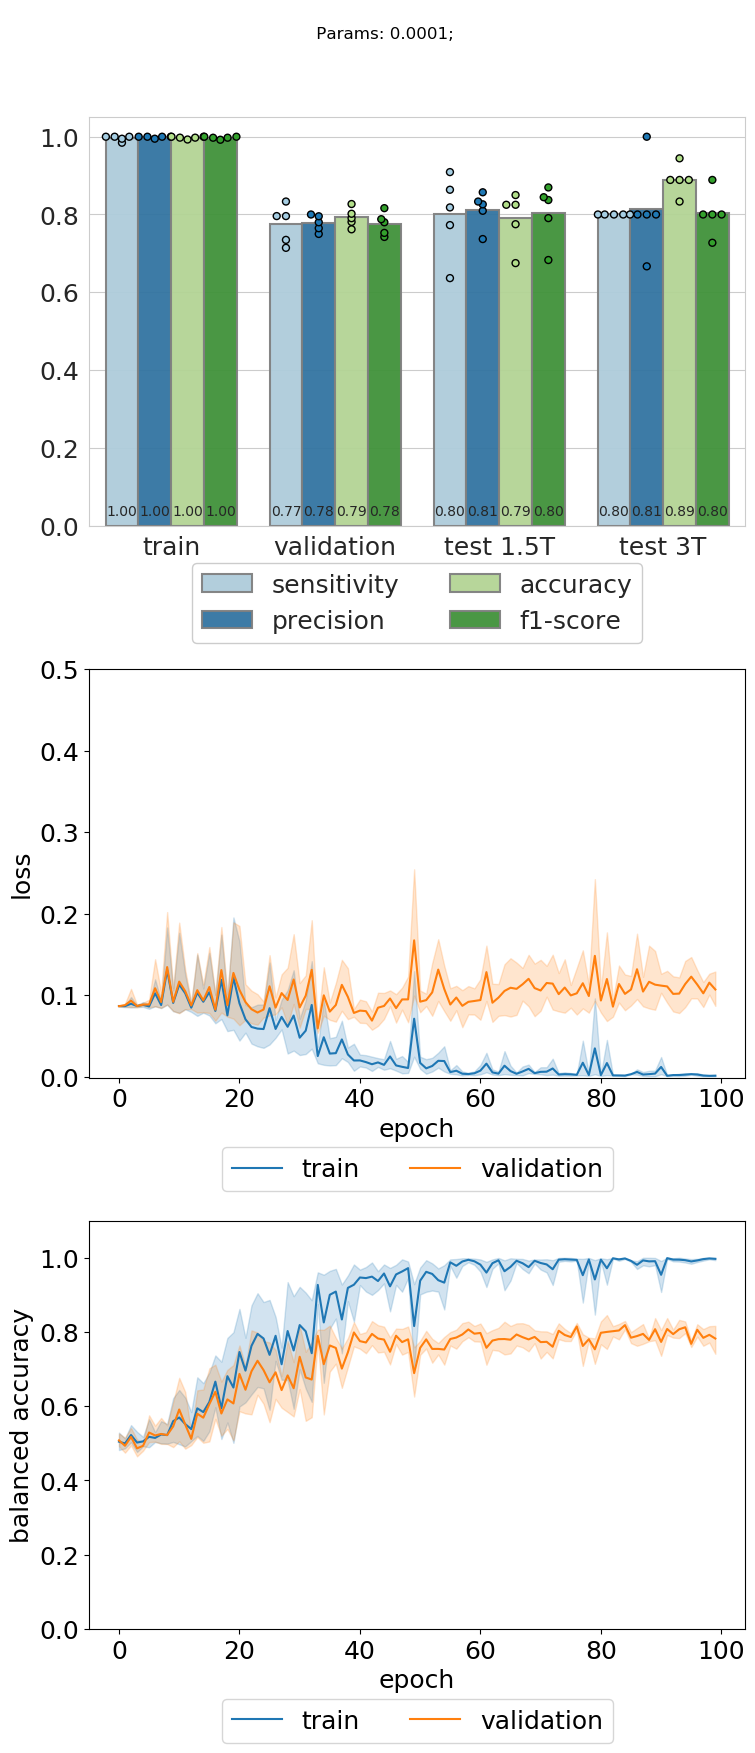 Params: 0.0001;
1.0
0.8
0.6
0.4
0.2
0.0
1.00 1.00 1.00 1.00 0.77 0.78 0.79 0.78 0.80 0.81 0.79 0.80 0.80 0.81 0.89 0.80
train validation test 1.5T test 3T
sensitivity accuracy
precision f1-score
0.5
0.4
0.3
0.2
0.1
0.0
loss
0 20 40 60 80 100
epoch
train validation
1.0
0.8
0.6
0.4
0.2
0.0
balanced accuracy
0 20 40 60 80 100
epoch
train validation